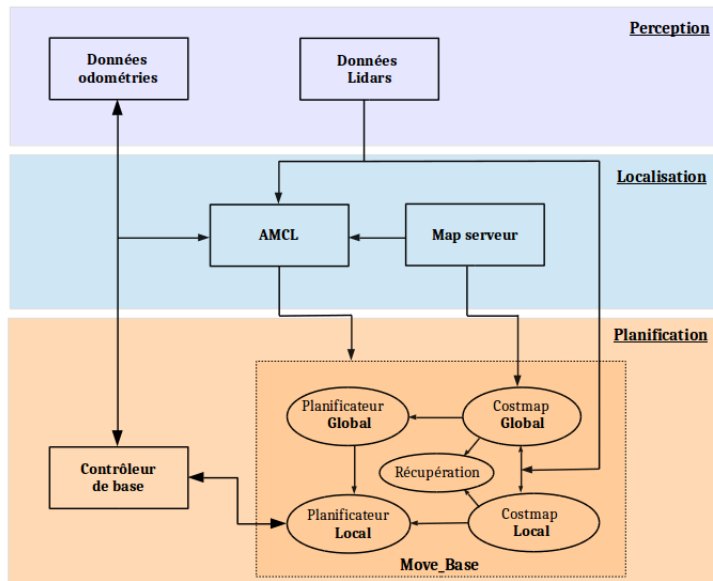 Perception
Données
odométries
Données
Lidars
Localisation
AMCL
Map serveur
Planification
Planificateur
Global
Costmap
Global
Récupération
Contrôleur
de base
Planificateur
Local
Costmap
Local
Move_Base